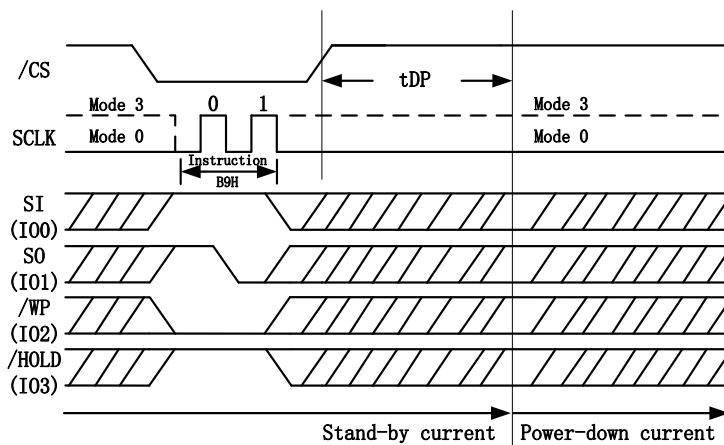 /CS
tDP
Mode 3
0
1
Mode 3
SCLK
Mode 0
Mode 0
Instruction
B9H
SI
(IO0)
SO
(IO1)
/WP
(IO2)
/HOLD
(IO3)
Stand-by current
Power-down current